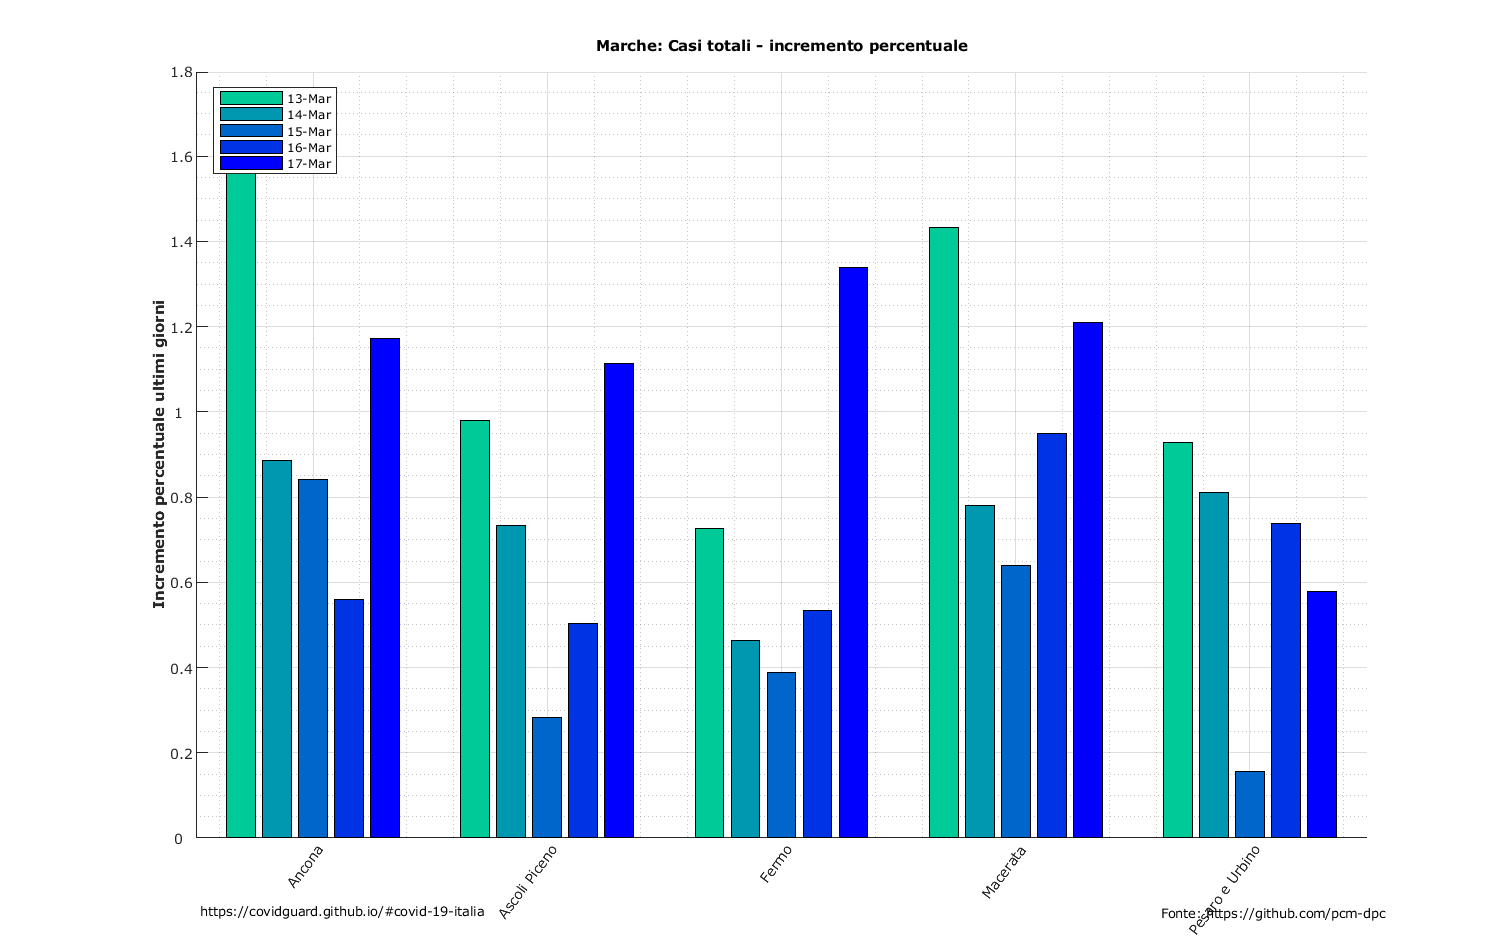 Marche: Casi totali - incremento percentuale
Incremento percentuale ultimi giorni
1.8
1.6
1.4
1.2
1
0.8
0.6
0.4
0.2
0
13-Mar
14-Mar
15-Mar
16-Mar
17-Mar
Ancona
Ascoli Piceno
Fermo
Macerata
Pesaro e Urbino
https://covidguard.github.io/#covid-19-italia
Fonte: https://github.com/pcm-dpc